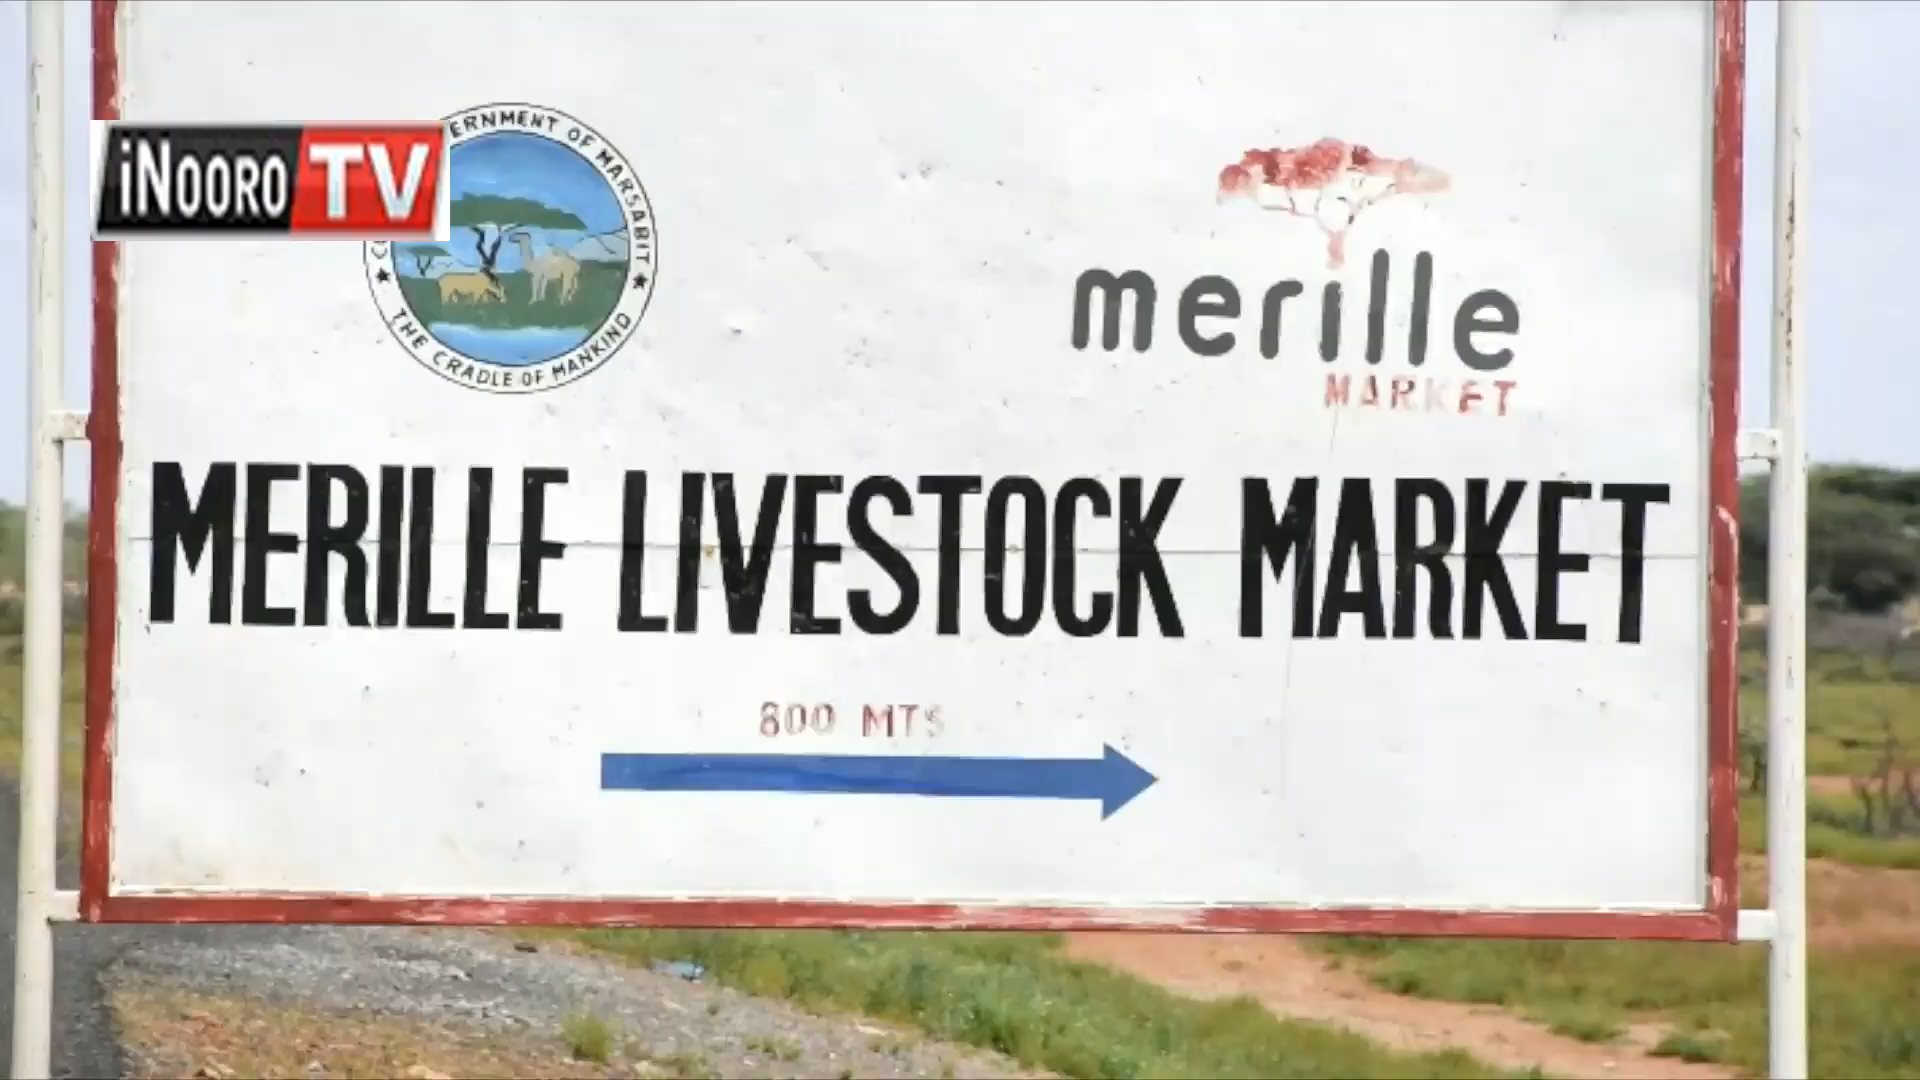 iNOORO TV
ERNMENT OF MARSABIT
THE CRADLE OF MANKIND
merille
MARKET
MERILLE LIVESTOCK MARKET
800 MTS